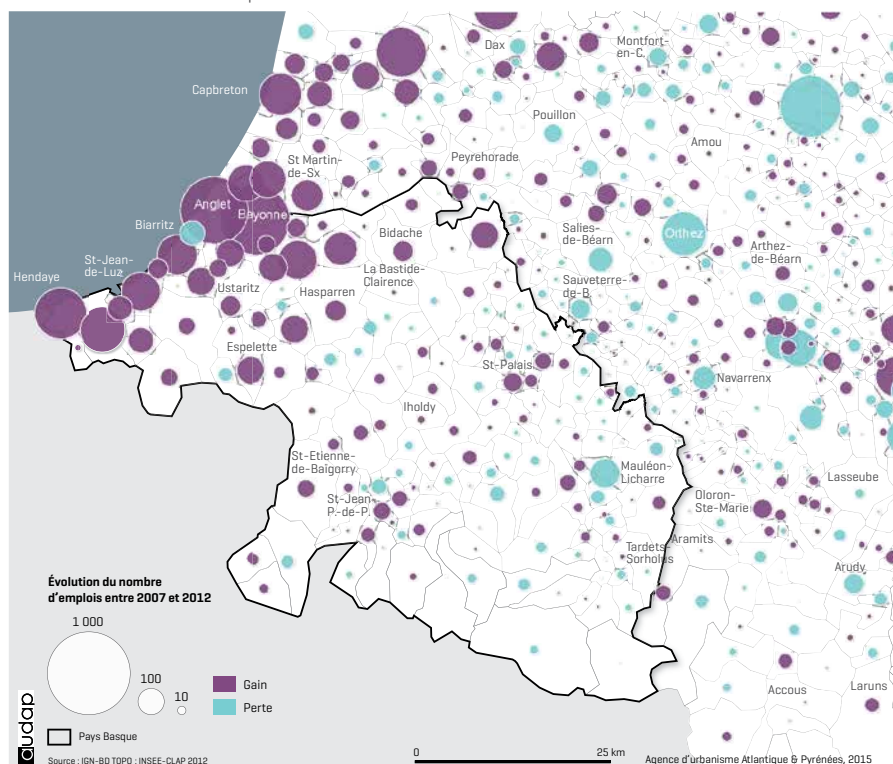 Dax
Montfort-
en-C.
Capbreton
Pouillon
Amou
St Martin-
de-Sx
Peyrehorade
Anglet
Bayonne
Biarritz
Bidache
Salies-
de-Béarn
Orthez
Arthez-
de-Béarn
St-Jean-
de-Luz
Hendaye
La Bastide-
Clairence
Ustaritz
Hasparren
Sauveterre-
de-B.
Espelette
St-Palais
Navarrenx
Iholdy
St-Etienne-
de-Baïgorry
Mauléon-
Licharre
Lasseube
St-Jean-
P.-de-P.
Oloron-
Ste-Marie
Aramits
Tardets-
Sorholus
Arudy
Accous
Laruns
Évolution du nombre
d'emplois entre 2007 et 2012
1 000
100
10
Gain
Perte
Pays Basque
audap
Source : IGN-BD TOPO ; INSEE-CLAP 2012
0
25 km
Agence d'urbanisme Atlantique & Pyrénées, 2015